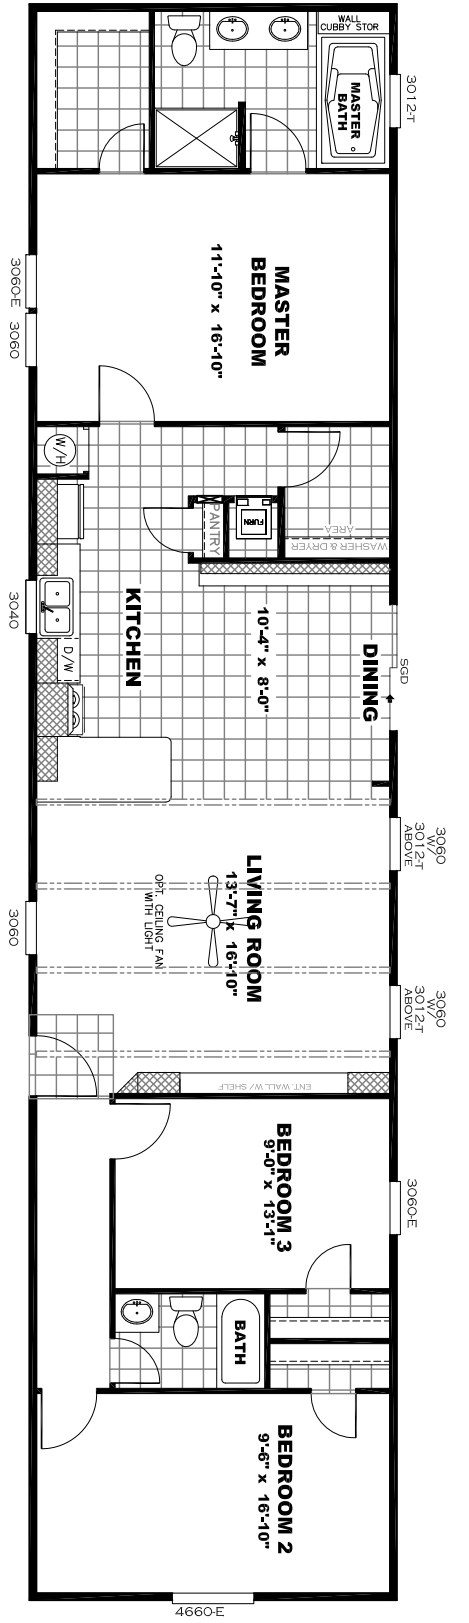 WALL
CUBBY STOR
MASTER
BATH
3012-T
MASTER
BEDROOM
11'-10" x 16'-10"
3060-E
3060
W/H
PANTRY
FURN
WASHER & DRYER
AREA
KITCHEN
3040
D/W
10'-4" x 8'-0"
DINING
SGD
3060
W/
3012-T
ABOVE
LIVING ROOM
13'-7" x 16'-10"
OPT. CEILING FAN
WITH LIGHT
3060
3060
W/
3012-T
ABOVE
ENT. WALL W/ SHELF
BEDROOM 3
9'-0" x 13'-1"
3060-E
BATH
BEDROOM 2
9'-6" x 16'-10"
4660-E